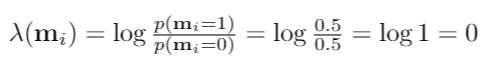 λ(𝐦ᵢ) = log p(𝐦ᵢ=1)/p(𝐦ᵢ=0) = log 0.5/0.5 = log 1 = 0